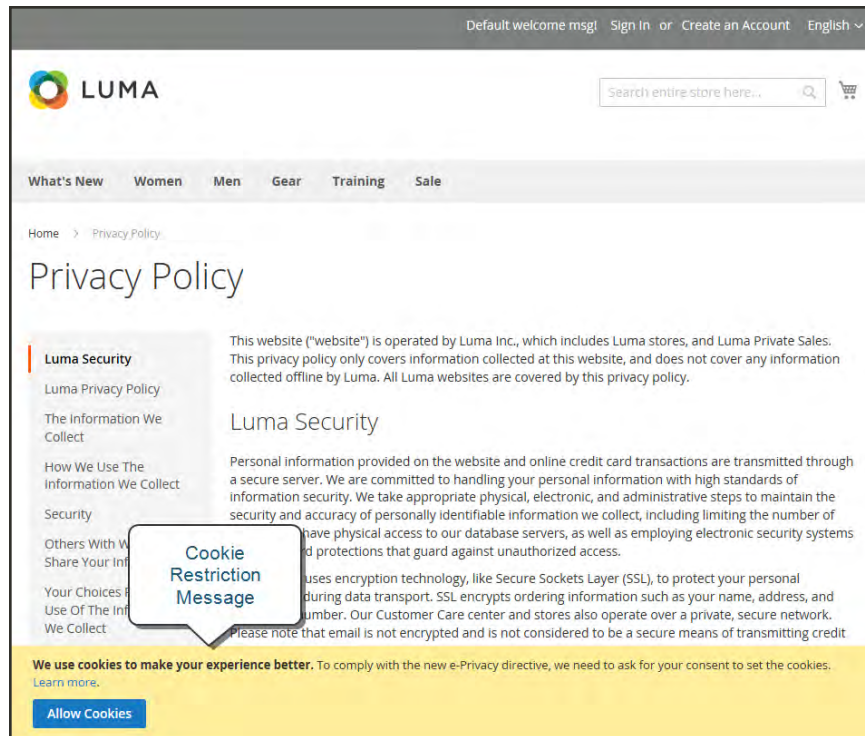 Default welcome msg! Sign In or Create an Account English
LUMA
Search entire store here...
What's New Women Men Gear Training Sale
Home > Privacy Policy
Privacy Policy
Luma Security
Luma Privacy Policy
The Information We
Collect
How We Use The
Information We Collect
Security
Others With W
Share Your Inf
Your Choices
Use Of The Inf
We Collect
This website ("website") is operated by Luma Inc., which includes Luma stores, and Luma Private Sales.
This privacy policy only covers information collected at this website, and does not cover any information
collected offline by Luma. All Luma websites are covered by this privacy policy.
Luma Security
Personal information provided on the website and online credit card transactions are transmitted through
a secure server. We are committed to handling your personal information with high standards of
information security. We take appropriate physical, electronic, and administrative steps to maintain the
security and accuracy of personally identifiable information we collect, including limiting the number of
have physical access to our database servers, as well as employing electronic security systems
protections that guard against unauthorized access.
uses encryption technology, like Secure Sockets Layer (SSL), to protect your personal
during data transport. SSL encrypts ordering information such as your name, address, and
number. Our Customer Care center and stores also operate over a private, secure network.
Please note that email is not encrypted and is not considered to be a secure means of transmitting credit
Cookie
Restriction
Message
We use cookies to make your experience better. To comply with the new e-Privacy directive, we need to ask for your consent to set the cookies.
Learn more.
Allow Cookies